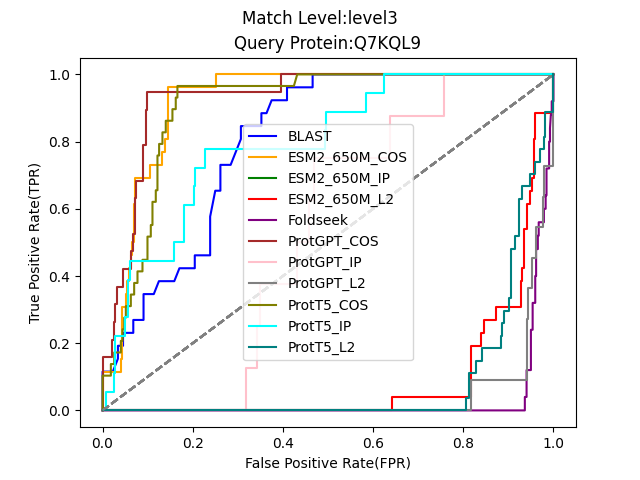 Match Level:level3
Query Protein:Q7KQL9
True Positive Rate(TPR)
1.0
0.8
0.6
0.4
0.2
0.0
BLAST
ESM2_650M_COS
ESM2_650M_IP
ESM2_650M_L2
Foldseek
ProtGPT_COS
ProtGPT_IP
ProtGPT_L2
ProtT5_COS
ProtT5_IP
ProtT5_L2
0.0 0.2 0.4 0.6 0.8 1.0
False Positive Rate(FPR)